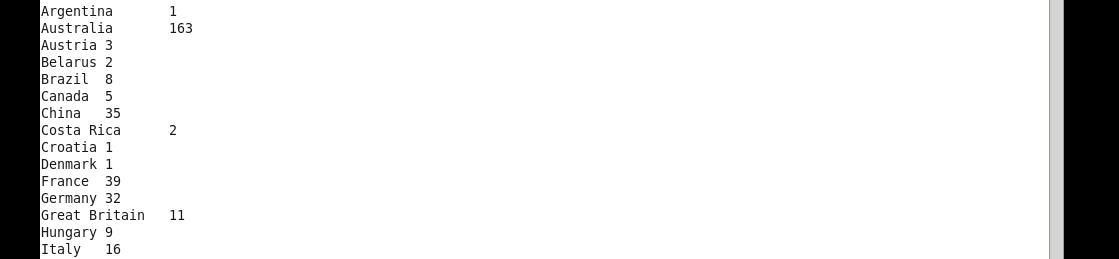 Argentina	1
Australia	163
Austria	3
Belarus	2
Brazil	8
Canada	5
China	35
Costa Rica	2
Croatia	1
Denmark	1
France	39
Germany	32
Great Britain	11
Hungary	9
Italy	16